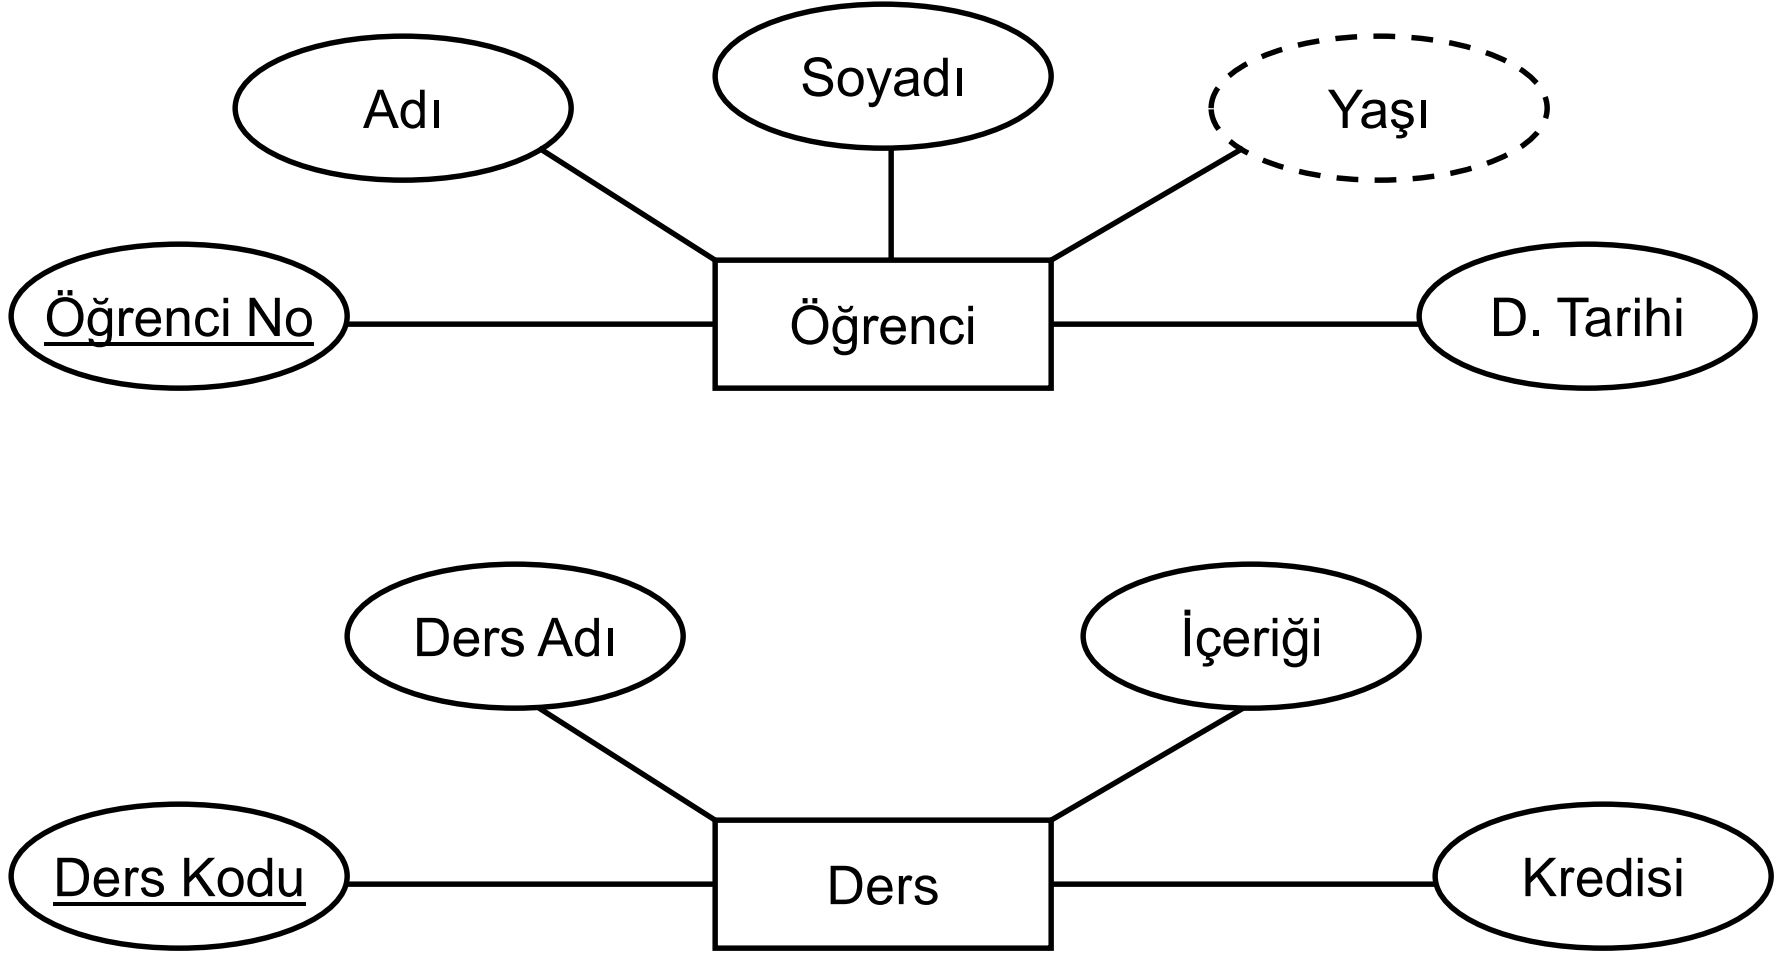 Soyadı
Adı
Yaşı
Öğrenci No
Öğrenci
D. Tarihi
Ders Adı
İçeriği
Ders Kodu
Ders
Kredisi